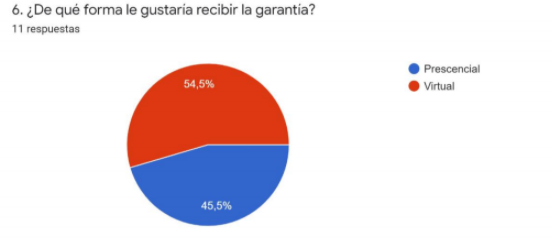 6. ¿De qué forma le gustaría recibir la garantía?
11 respuestas
54,5%
45,5%
Prescencial
Virtual